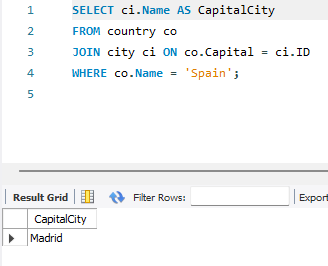 1 SELECT ci.Name AS CapitalCity
2 FROM country co
3 JOIN city ci ON co.Capital = ci.ID
4 WHERE co.Name = 'Spain';
5
Result Grid Filter Rows: Export
CapitalCity
Madrid